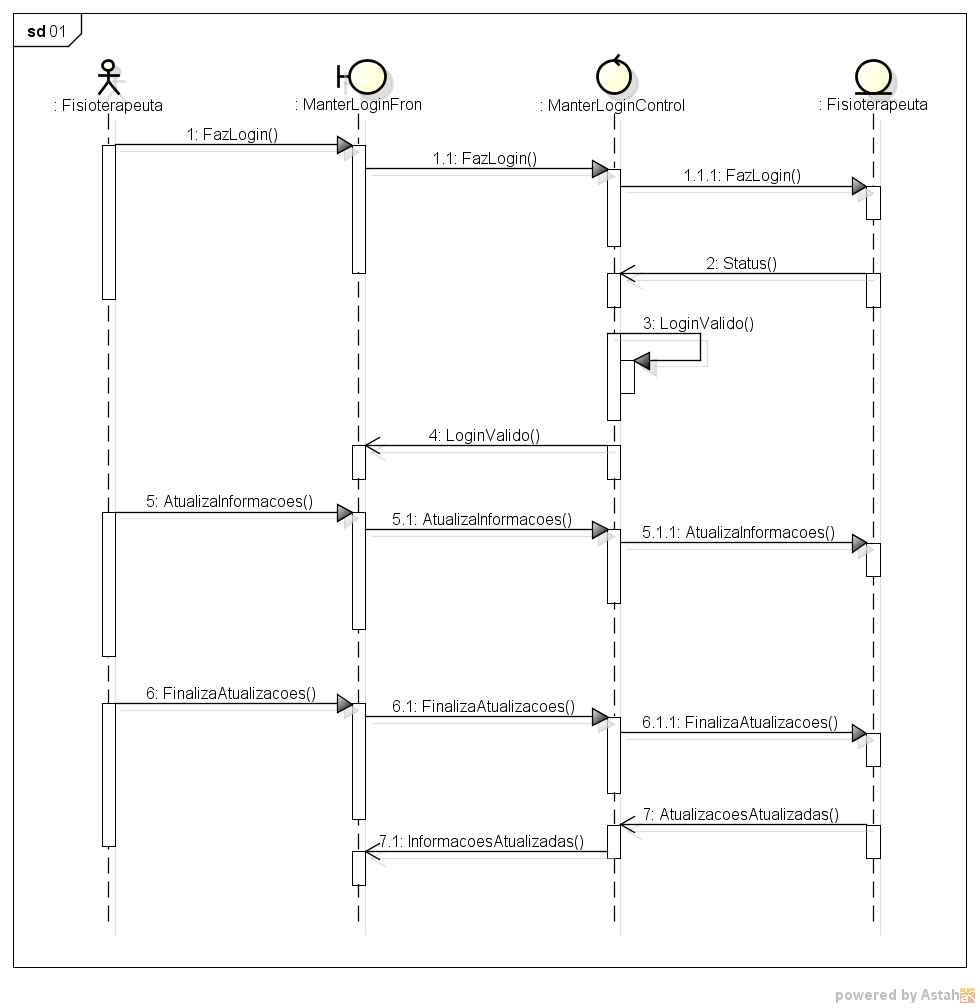 sd 01
: Fisioterapeuta
: ManterLoginFron
: ManterLoginControl
: Fisioterapeuta
1: FazLogin()
1.1: FazLogin()
1.1.1: FazLogin()
2: Status()
3: LoginValido()
4: LoginValido()
5: AtualizaInformacoes()
5.1: AtualizaInformacoes()
5.1.1: AtualizaInformacoes()
6: FinalizaAtualizacoes()
6.1: FinalizaAtualizacoes()
6.1.1: FinalizaAtualizacoes()
7: AtualizacoesAtualizadas()
7.1: InformacoesAtualizadas()
powered by Astah